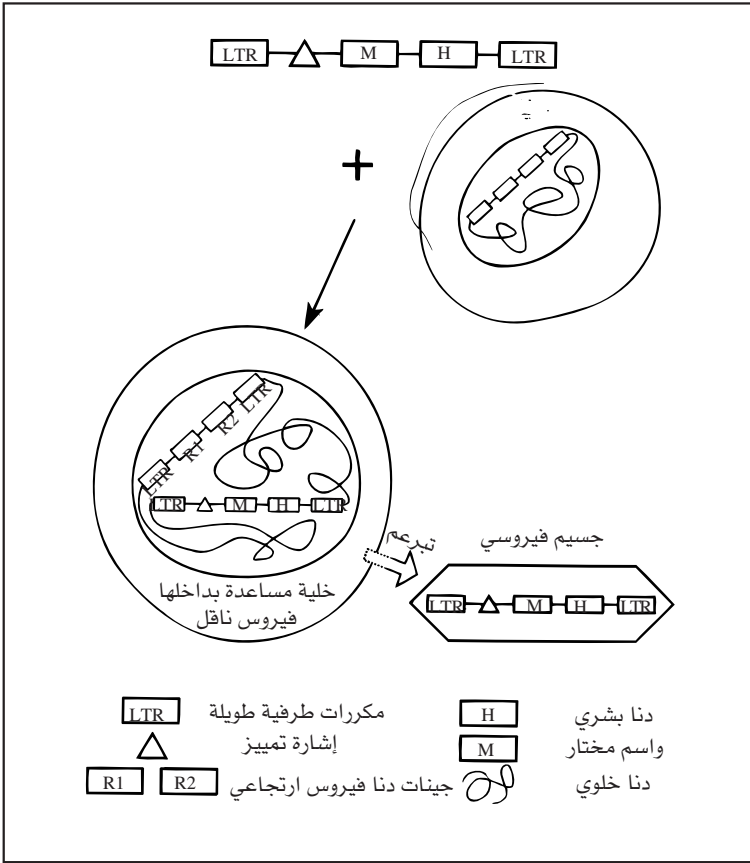 LTR M H LTR
LTR R1 R2 LTR
LTR M H LTR
تبرعم
جسيم فيروسي
LTR M H LTR
خلية مساعدة بداخلها
فيروس ناقل
دنا بشري H
مكررات طرفية طويلة LTR
واسم مختار M
إشارة تمييز
دنا خلوي
جينات دنا فيروس ارتجاعي R2 R1